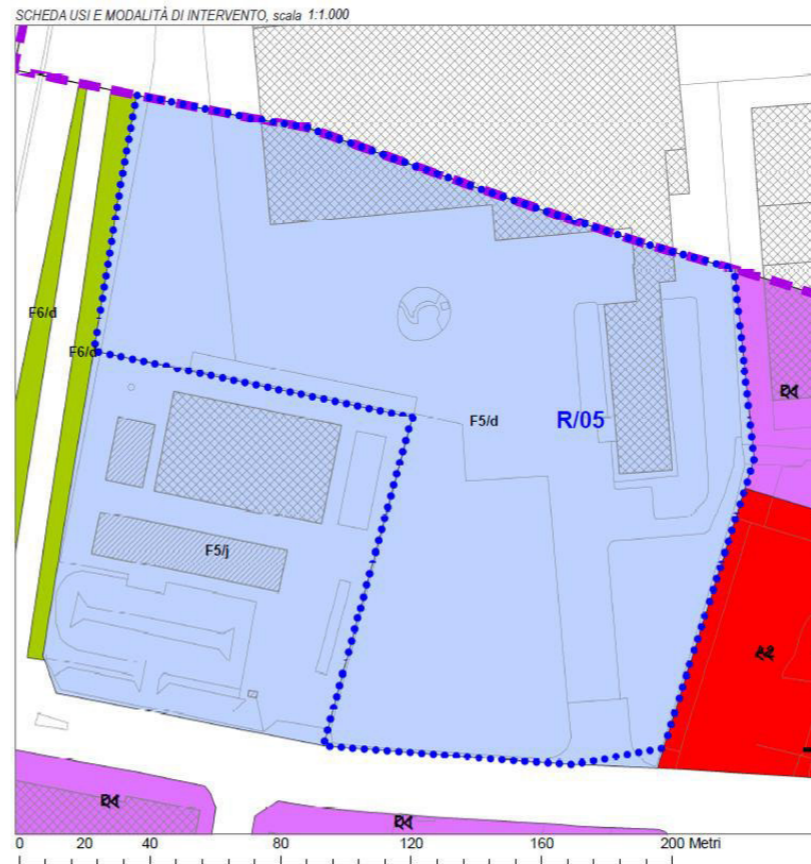 SCHEDA USI E MODALITÀ DI INTERVENTO, scala 1:1.000
F6/d
F6/d
F5/d
R/05
F5/j
0 20 40 80 120 160 200 Metri